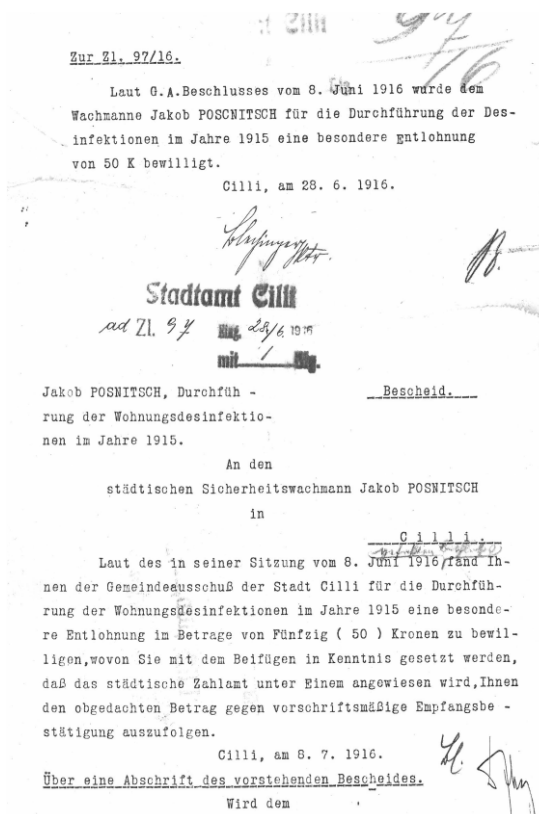 Cilli
97/16
Zur Zl. 97/16.
Laut G.A.Beschlusses vom 8. Juni 1916 wurde dem
Wachmanne Jakob POSCNITSCH für die Durchführung der Des-
infektionen im Jahre 1915 eine besondere Entlohnung
von 50 K bewilligt.
Cilli, am 28. 6. 1916.
Stadtamt Cilli
ad Zl. 97 Eing. 28/6. 1916
mit 1 Blg.
Jakob POSNITSCH, Durchfüh -
rung der Wohnungsdesinfektio-
nen im Jahre 1915.
Bescheid.
An den
städtischen Sicherheitswachmann Jakob POSNITSCH
in
Cilli.
Laut des in seiner Sitzung vom 8. Juni 1916 fand Ih-
nen der Gemeindeausschuß der Stadt Cilli für die Durchfüh-
rung der Wohnungsdesinfektionen im Jahre 1915 eine besonde-
re Entlohnung im Betrage von Fünfzig ( 50 ) Kronen zu bewil-
ligen,wovon Sie mit dem Beifügen in Kenntnis gesetzt werden,
daß das städtische Zahlamt unter Einem angewiesen wird,Ihnen
den obgedachten Betrag gegen vorschriftsmäßige Empfangsbe -
stätigung auszufolgen.
Cilli, am 8. 7. 1916.
Über eine Abschrift des vorstehenden Bescheides.
Wird dem